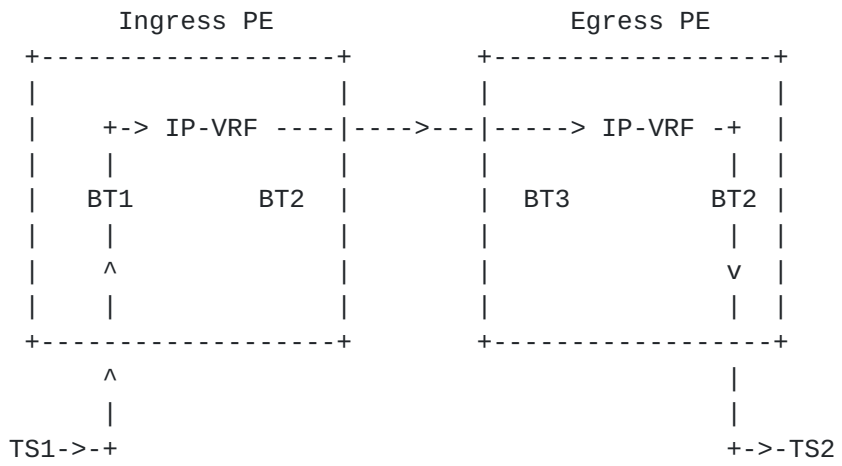 Ingress PE Egress PE
+-------------------+ +------------------+
| | | |
| +-> IP-VRF ----|---->---|-----> IP-VRF -+ |
| | | | | |
| BT1 BT2 | | BT3 BT2 |
| | | | | |
| ^ | | v |
| | | | | |
+-------------------+ +------------------+
^ |
| |
TS1->-+ +->-TS2